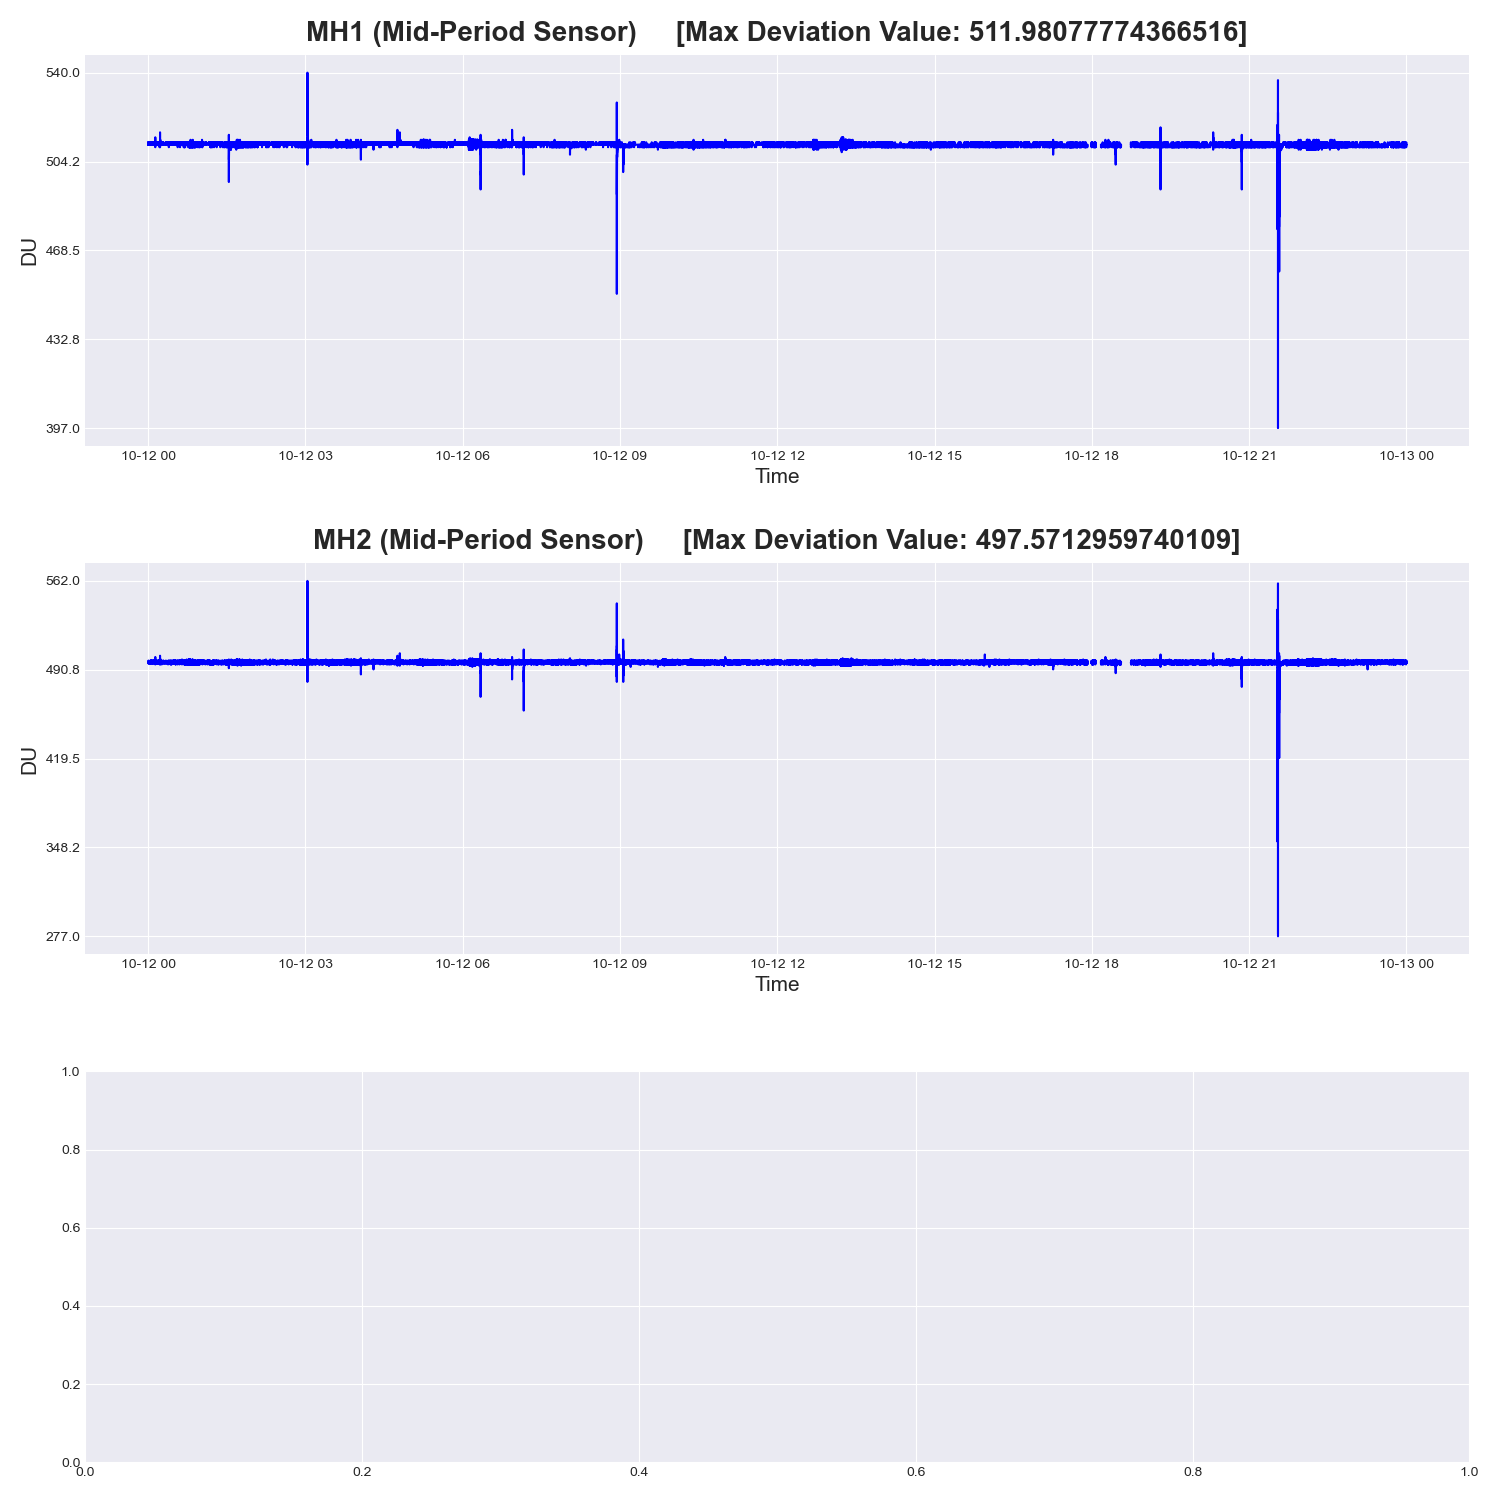 MH1 (Mid-Period Sensor) [Max Deviation Value: 511.98077774366516]
540.0
504.2
468.5
432.8
397.0
DU
10-12 00 10-12 03 10-12 06 10-12 09 10-12 12 10-12 15 10-12 18 10-12 21 10-13 00
Time
MH2 (Mid-Period Sensor) [Max Deviation Value: 497.5712959740109]
562.0
490.8
419.5
348.2
277.0
DU
10-12 00 10-12 03 10-12 06 10-12 09 10-12 12 10-12 15 10-12 18 10-12 21 10-13 00
Time
1.0
0.8
0.6
0.4
0.2
0.0
0.0 0.2 0.4 0.6 0.8 1.0